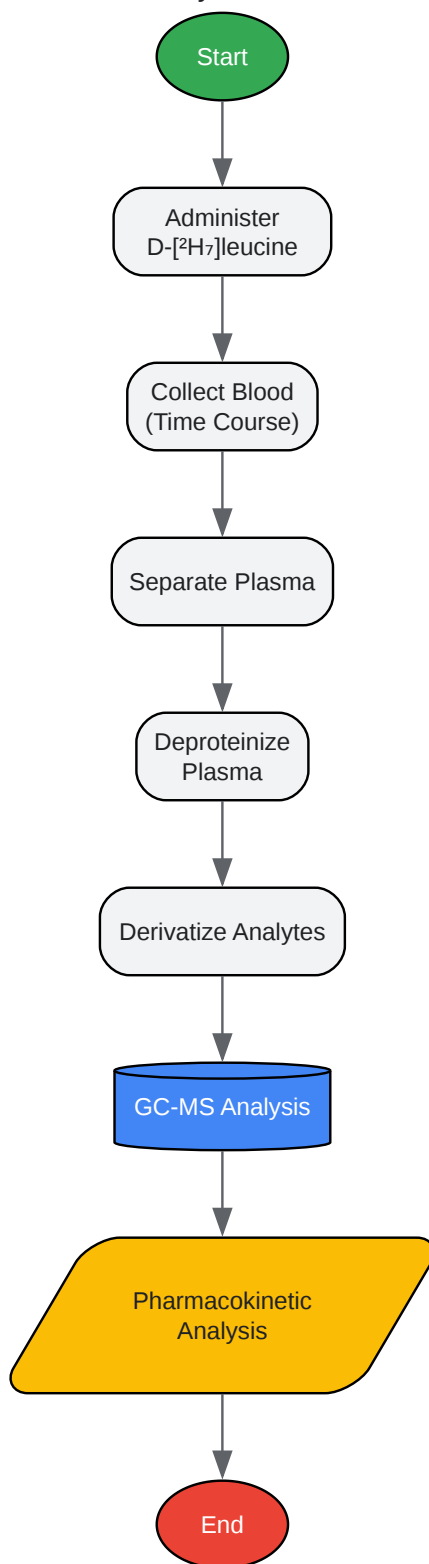 Start
Administer
D-[²H₇]leucine
Collect Blood
(Time Course)
Separate Plasma
Deproteinize
Plasma
Derivatize Analytes
GC-MS Analysis
Pharmacokinetic
Analysis
End